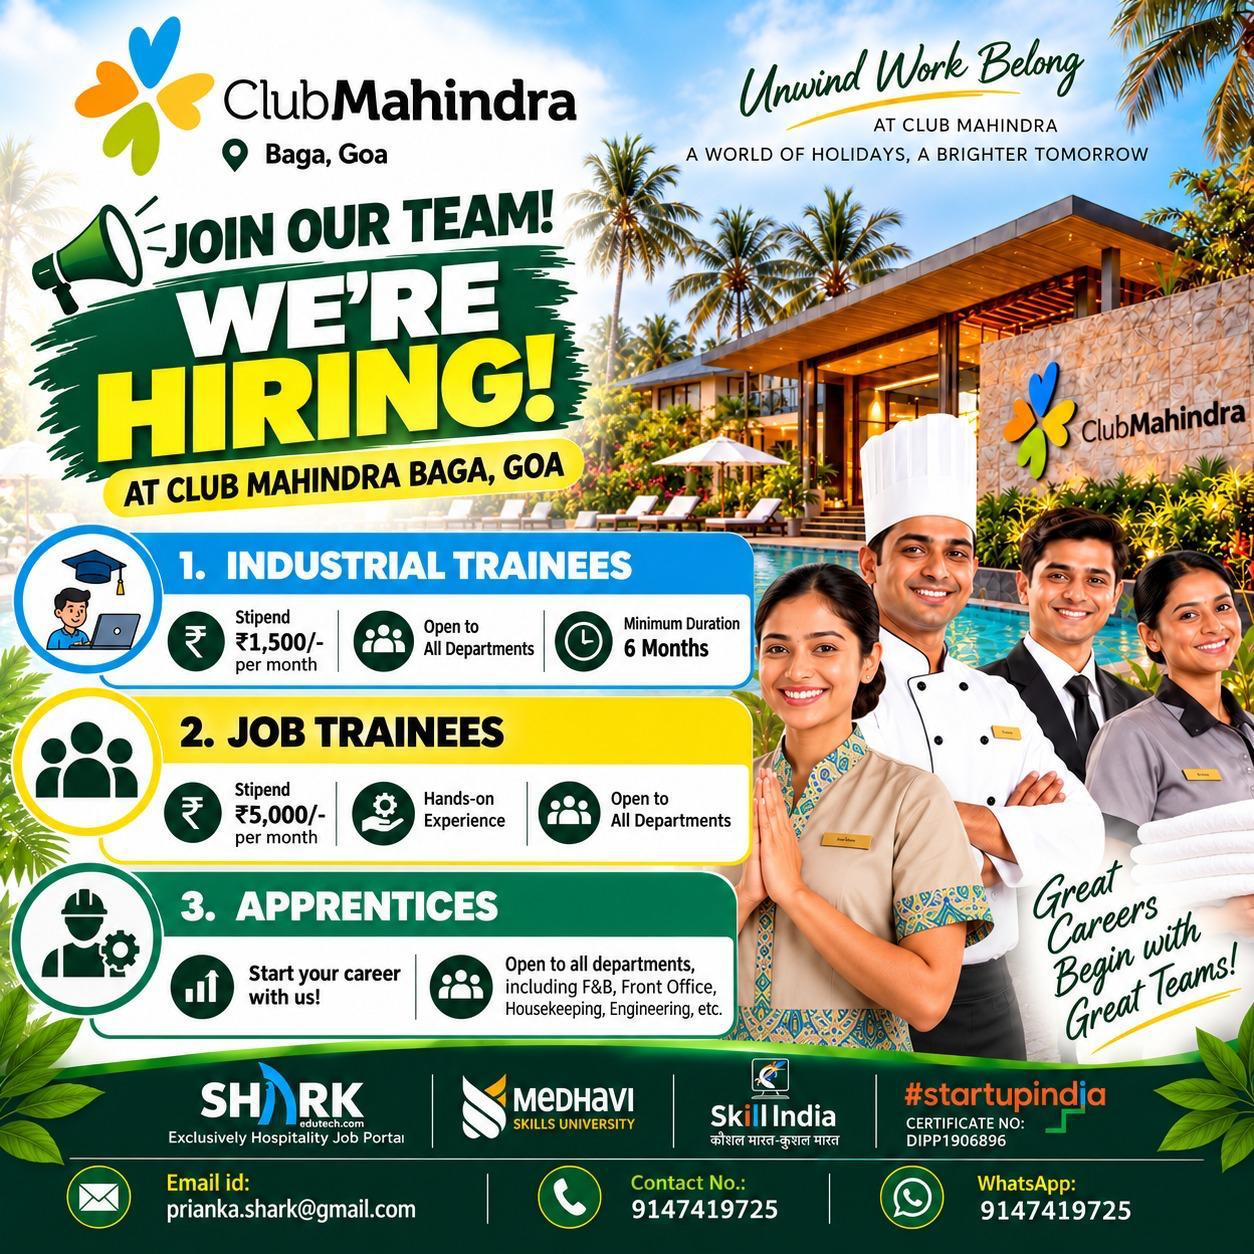 ClubMahindra
Baga, Goa
Unwind Work Belong
AT CLUB MAHINDRA
A WORLD OF HOLIDAYS, A BRIGHTER TOMORROW
JOIN OUR TEAM!
WE'RE
HIRING!
AT CLUB MAHINDRA BAGA, GOA
ClubMahindra
1. INDUSTRIAL TRAINEES
Stipend
₹1,500/-
per month
Open to
All Departments
Minimum Duration
6 Months
2. JOB TRAINEES
Stipend
₹5,000/-
per month
Hands-on
Experience
Open to
All Departments
3. APPRENTICES
Start your career
with us!
Open to all departments,
including F&B, Front Office,
Housekeeping, Engineering, etc.
Great
Careers
Begin with
Great Teams!
SHARK
edutech.com
Exclusively Hospitality Job Portal
MeDHaVI
SKILLS UNIVERSITY
Skill India
कौशल भारत-कुशल भारत
#startupindia
CERTIFICATE NO:
DIPP1906896
Email id:
prianka.shark@gmail.com
Contact No.:
9147419725
WhatsApp:
9147419725